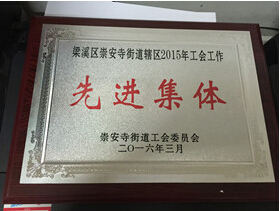 梁溪区崇安寺街道辖区2015年工会工作
先进集体
崇安寺街道工会委员会
二〇一六年三月